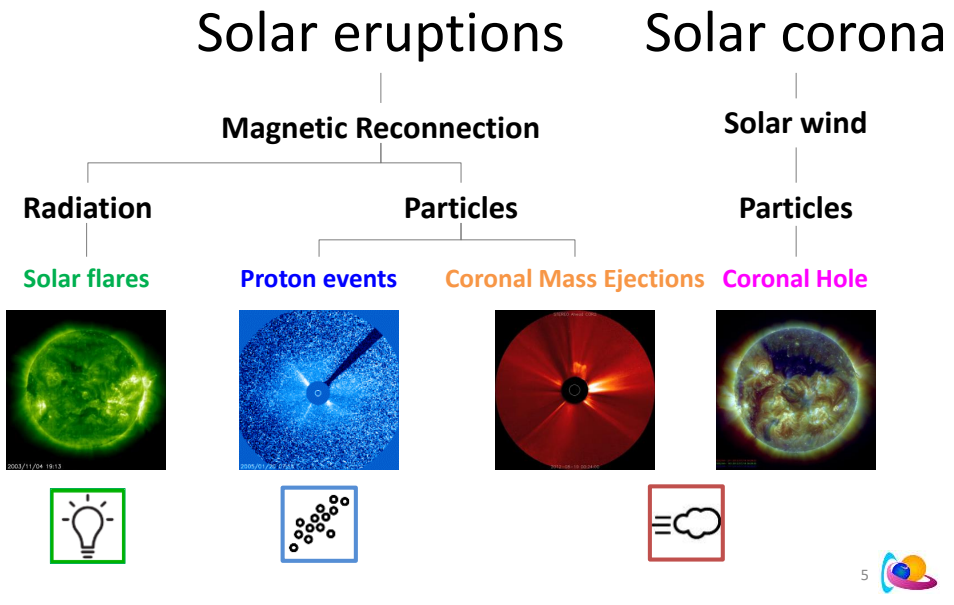 Solar eruptions
Solar corona
Magnetic Reconnection
Solar wind
Radiation
Particles
Particles
Solar flares
Proton events
Coronal Mass Ejections
Coronal Hole
2003/11/04 19:13
5